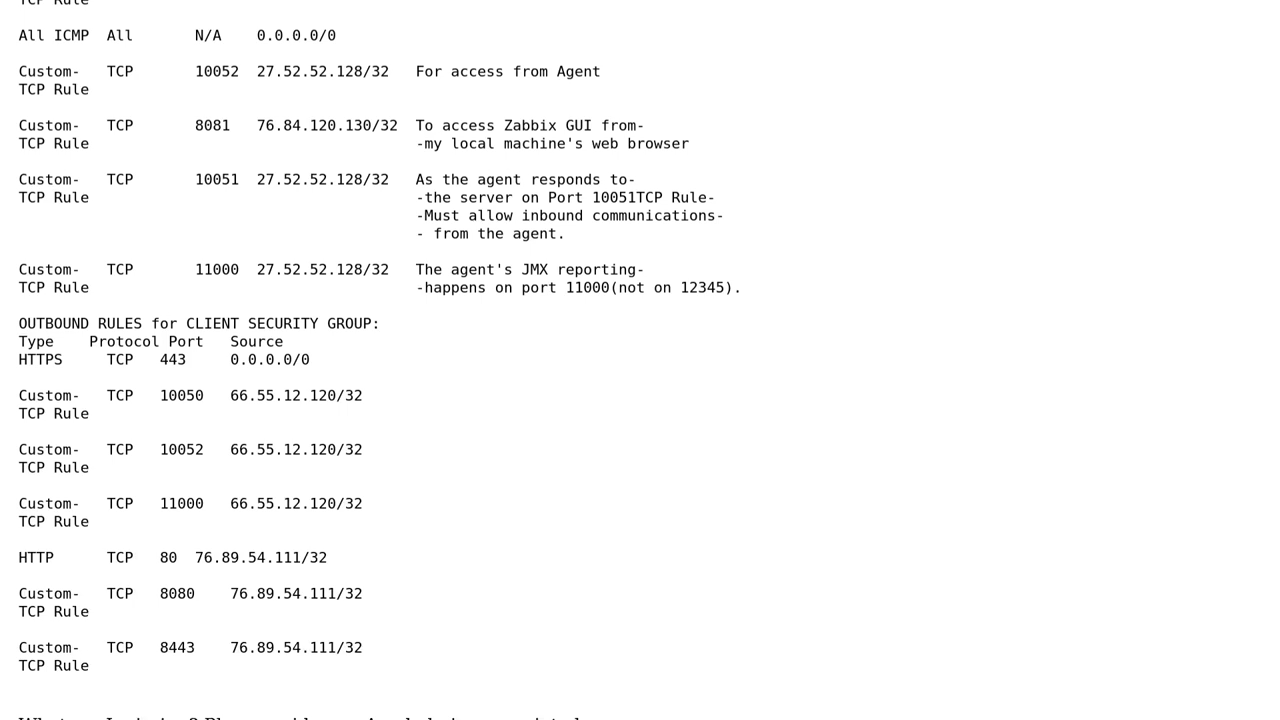 TCP Rule
All ICMP  All       N/A    0.0.0.0/0
Custom-   TCP       10052  27.52.52.128/32   For access from Agent
TCP Rule
Custom-   TCP       8081   76.84.120.130/32  To access Zabbix GUI from-
TCP Rule                                     -my local machine's web browser
Custom-   TCP       10051  27.52.52.128/32   As the agent responds to-
TCP Rule                                     -the server on Port 10051TCP Rule-
                                             -Must allow inbound communications-
                                             - from the agent.
Custom-   TCP       11000  27.52.52.128/32   The agent's JMX reporting-
TCP Rule                                     -happens on port 11000(not on 12345).
OUTBOUND RULES for CLIENT SECURITY GROUP:
Type    Protocol Port   Source
HTTPS     TCP   443     0.0.0.0/0
Custom-   TCP   10050   66.55.12.120/32
TCP Rule
Custom-   TCP   10052   66.55.12.120/32
TCP Rule
Custom-   TCP   11000   66.55.12.120/32
TCP Rule
HTTP      TCP   80  76.89.54.111/32
Custom-   TCP   8080    76.89.54.111/32
TCP Rule
Custom-   TCP   8443    76.89.54.111/32
TCP Rule